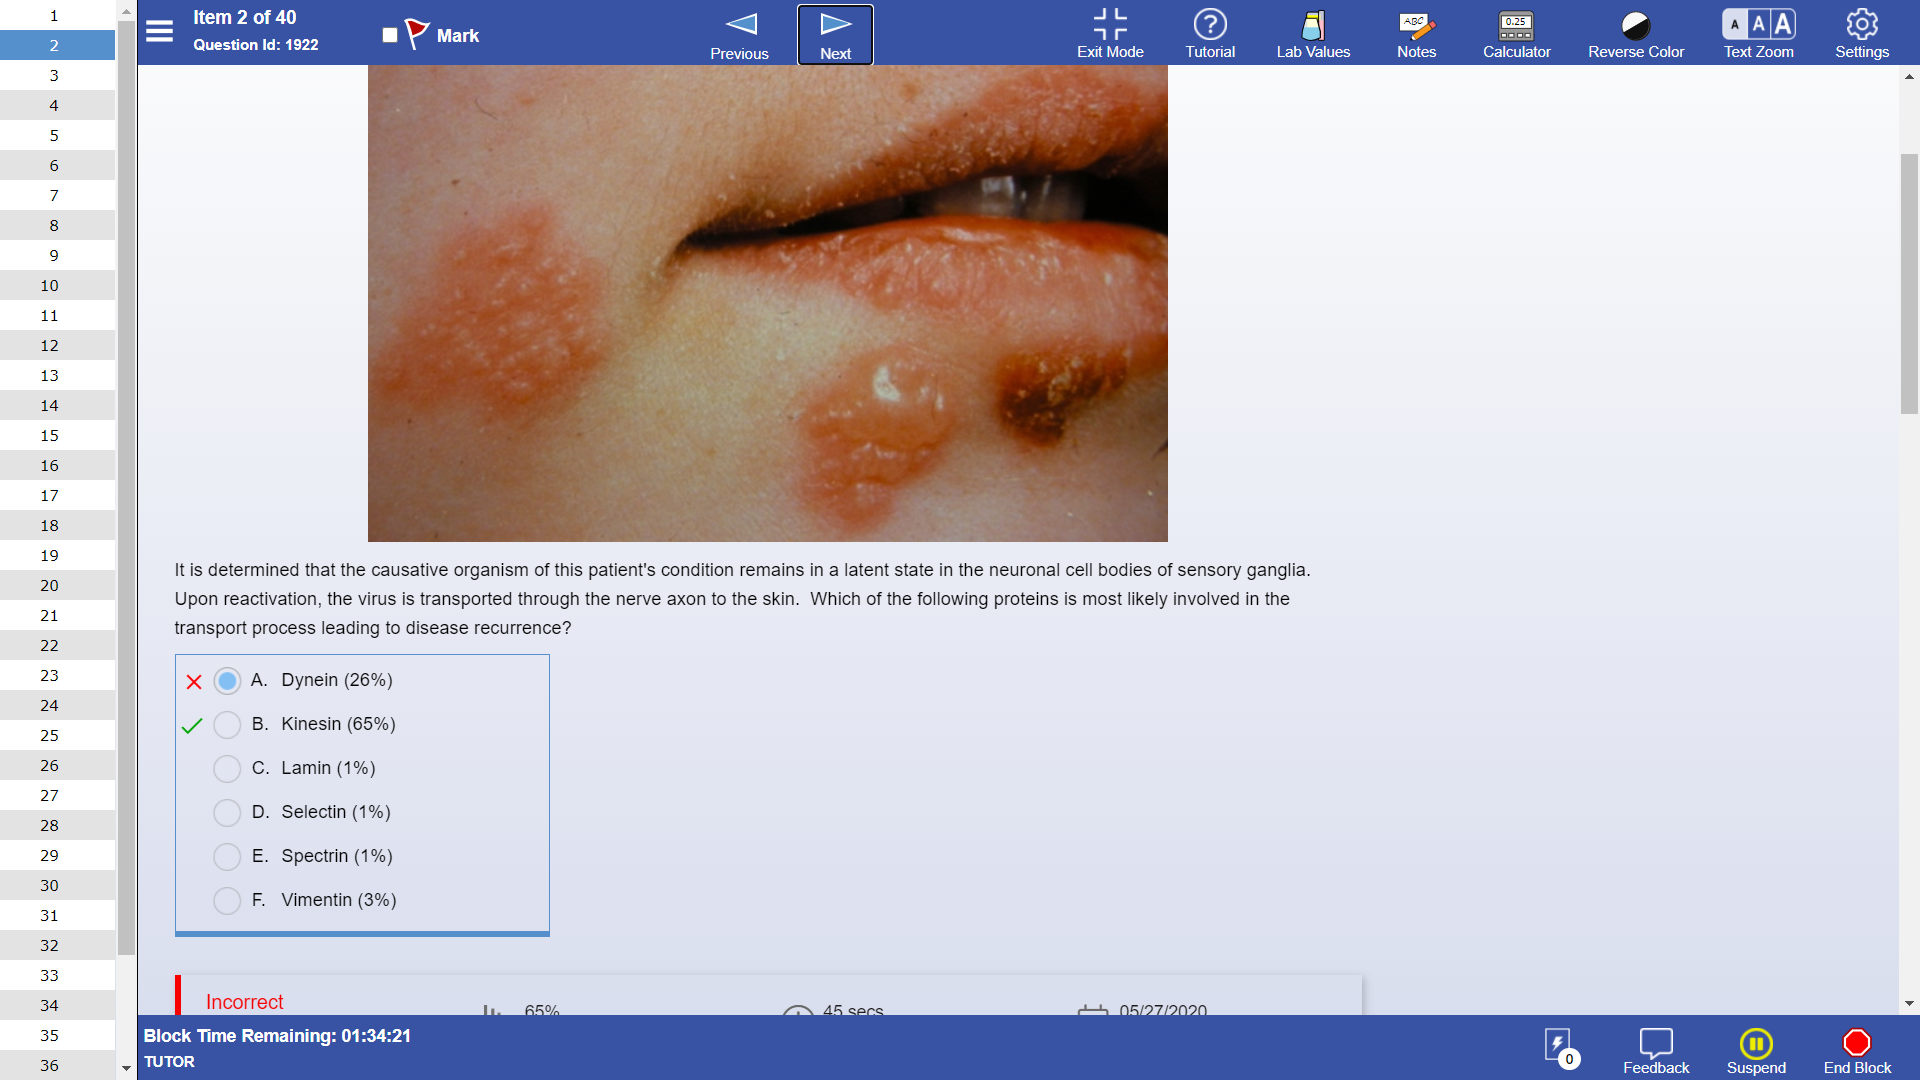 Item 2 of 40
Question Id: 1922
Mark
Previous
Next
Exit Mode
Tutorial
Lab Values
ABC
Notes
0.25
Calculator
Reverse Color
A A A
Text Zoom
Settings
1
2
3
4
5
6
7
8
9
10
11
12
13
14
15
16
17
18
19
20
21
22
23
24
25
26
27
28
29
30
31
32
33
34
35
36
It is determined that the causative organism of this patient's condition remains in a latent state in the neuronal cell bodies of sensory ganglia.
Upon reactivation, the virus is transported through the nerve axon to the skin. Which of the following proteins is most likely involved in the
transport process leading to disease recurrence?
A. Dynein (26%)
B. Kinesin (65%)
C. Lamin (1%)
D. Selectin (1%)
E. Spectrin (1%)
F. Vimentin (3%)
Incorrect
65%
45 secs
05/27/2020
Block Time Remaining: 01:34:21
TUTOR
0
Feedback
Suspend
End Block